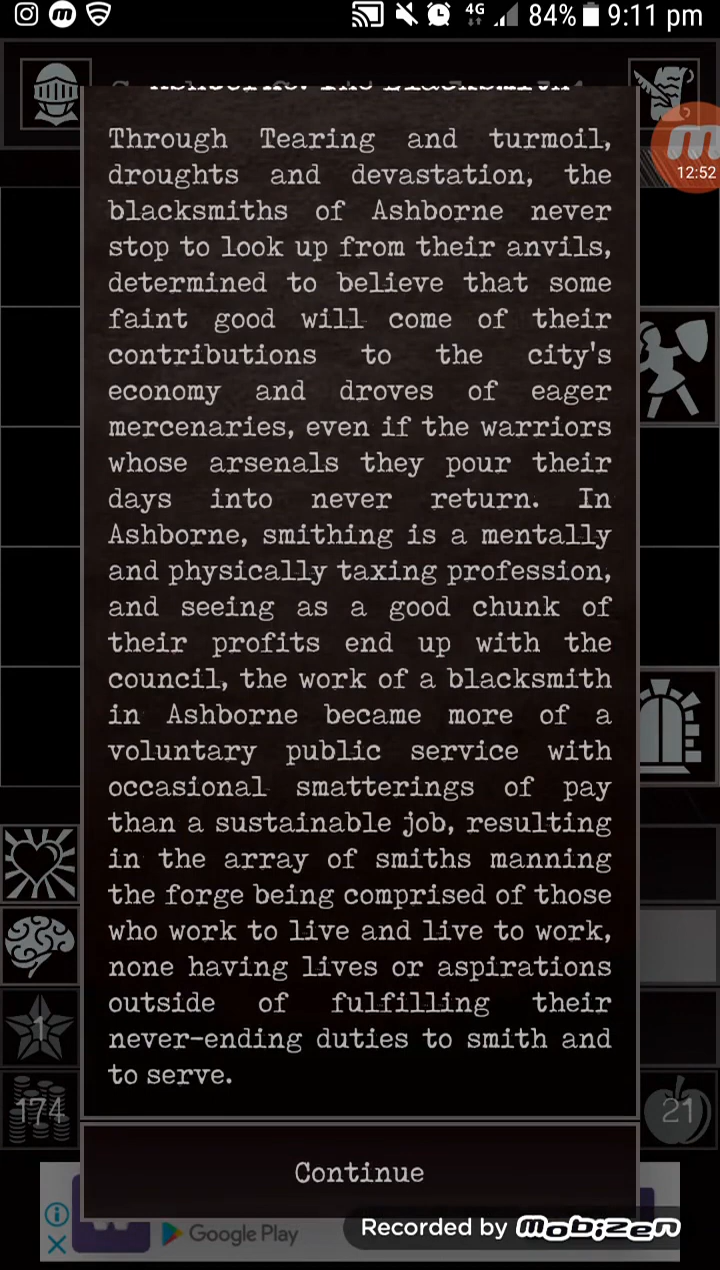 4G 84% 9:11 pm
12:52
Through Tearing and turmoil,
droughts and devastation, the
blacksmiths of Ashborne never
stop to look up from their anvils,
determined to believe that some
faint good will come of their
contributions to the city's
economy and droves of eager
mercenaries, even if the warriors
whose arsenals they pour their
days into never return. In
Ashborne, smithing is a mentally
and physically taxing profession,
and seeing as a good chunk of
their profits end up with the
council, the work of a blacksmith
in Ashborne became more of a
voluntary public service with
occasional smatterings of pay
than a sustainable job, resulting
in the array of smiths manning
the forge being comprised of those
who work to live and live to work,
none having lives or aspirations
outside of fulfilling their
never-ending duties to smith and
to serve.
1
174
21
Continue
Google Play
Recorded by mobizen